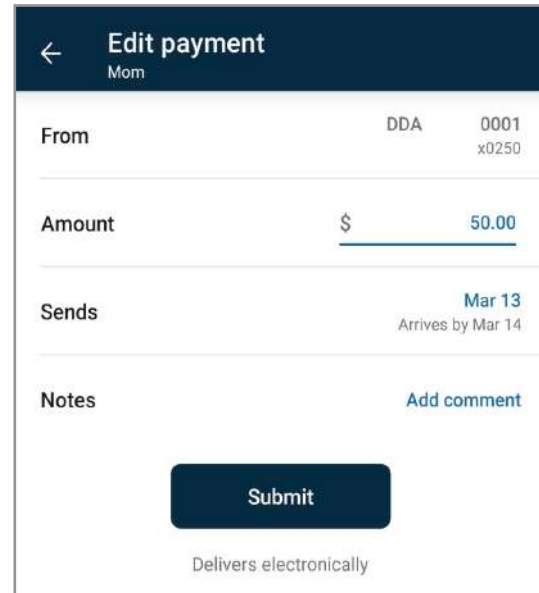 Edit payment
Mom
From DDA 0001
x0250
Amount $ 50.00
Sends Mar 13
Arrives by Mar 14
Notes Add comment
Submit
Delivers electronically